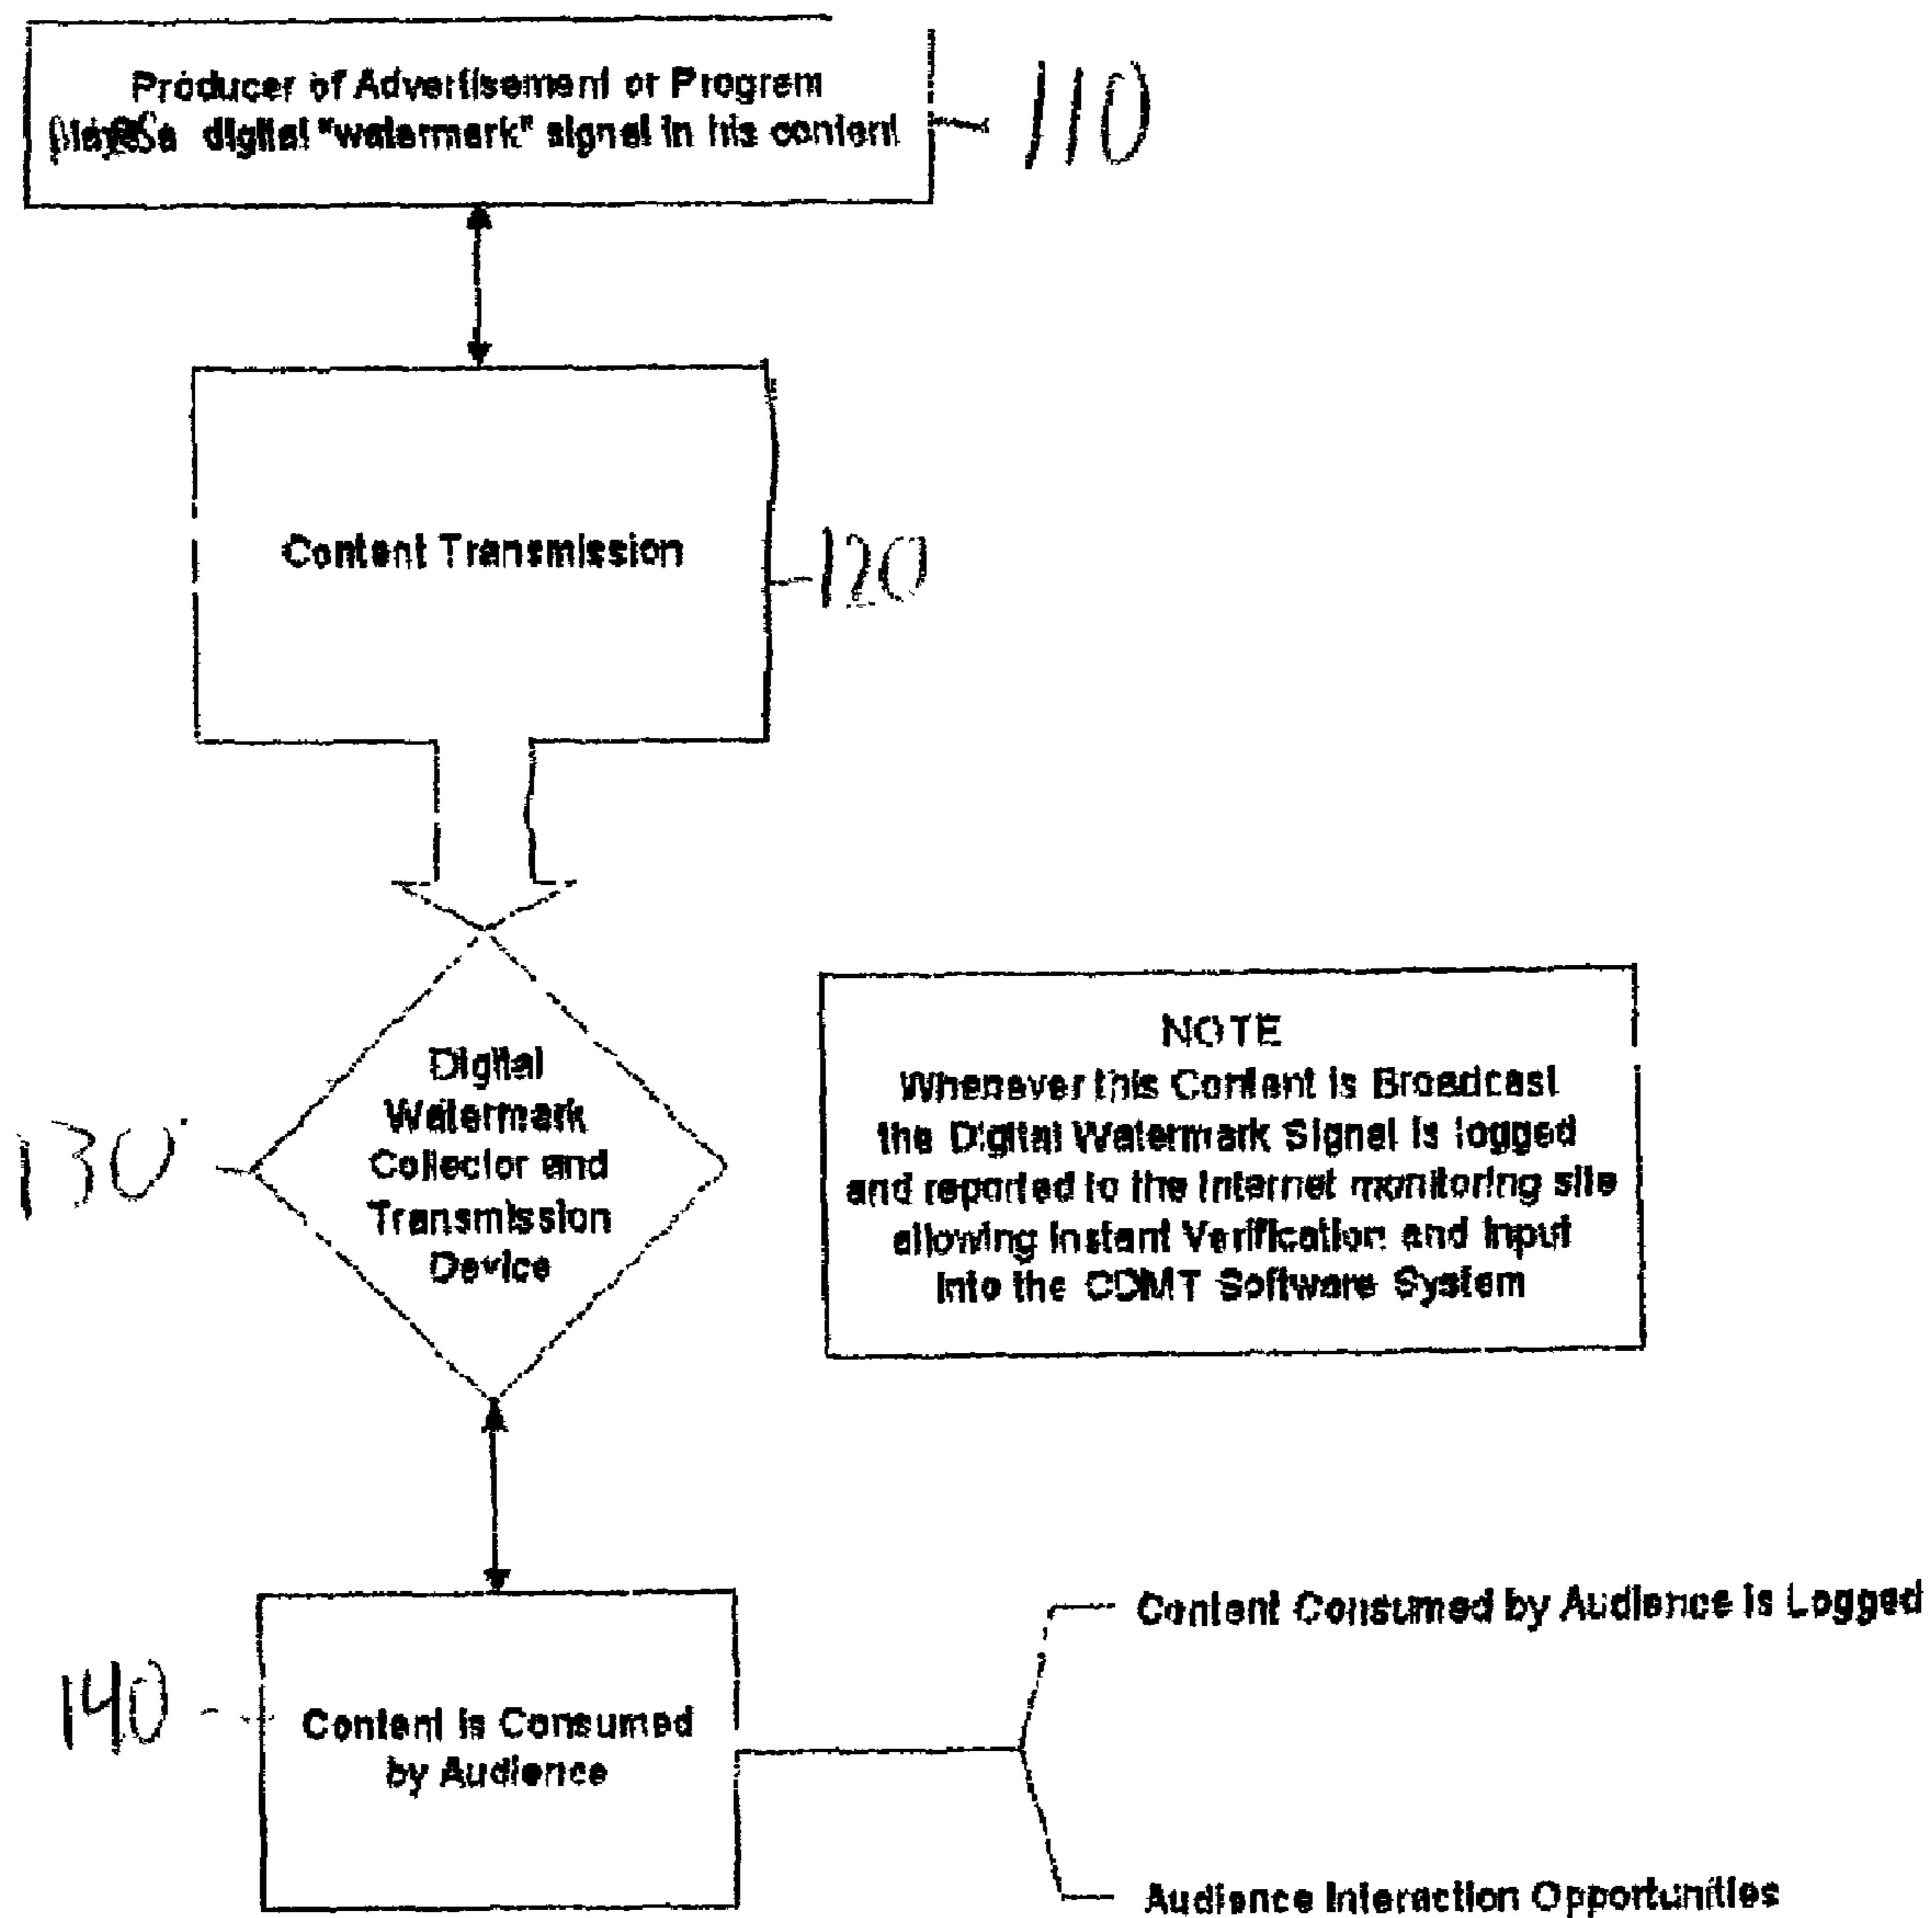 Producer of Advertisement or Program
a digital "watermark" signal in his content
110
Content Transmission
120
Digital
Watermark
Collector and
Transmission
Device
130
NOTE
Whenever this Content is Broadcast
the Digital Watermark Signal is logged
and reported to the Internet monitoring site
allowing Instant Verification and Input
into the CDMT Software System
140
Content is Consumed
by Audience
Content Consumed by Audience is Logged
Audience Interaction Opportunities